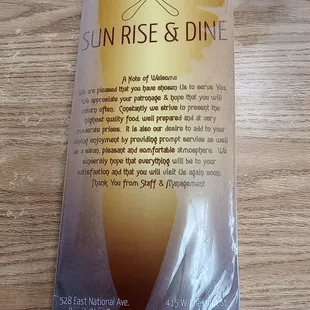 SUN RISE & DINE
A Note of Welcome
We are pleased that you have chosen us to serve You.
We appreciate your patronage & hope that you will
return often. Constantly we strive to present the
highest quality food, well prepared and at very
moderate prices. It is also our desire to add to your
dining enjoyment by providing prompt service as well
as a clean, pleasant and comfortable atmosphere. We
sincerely hope that everything will be to your
satisfaction and that you will visit us again soon.
Thank You from Staff & Management
528 East National Ave.
415 W. St.